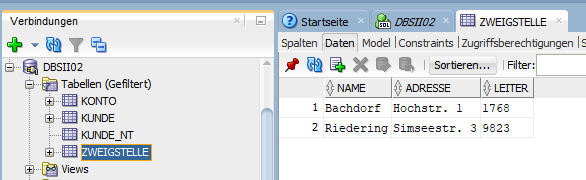 Verbindungen
DBSII02
Tabellen (Gefiltert)
KONTO
KUNDE
KUNDE_NT
ZWEIGSTELLE
Views
Startseite DBSII02 ZWEIGSTELLE
Spalten Daten Model Constraints Zugriffsberechtigungen
Sortieren... Filter:
NAME ADRESSE LEITER
1 Bachdorf Hochstr. 1 1768
2 Riedering Simseestr. 3 9823